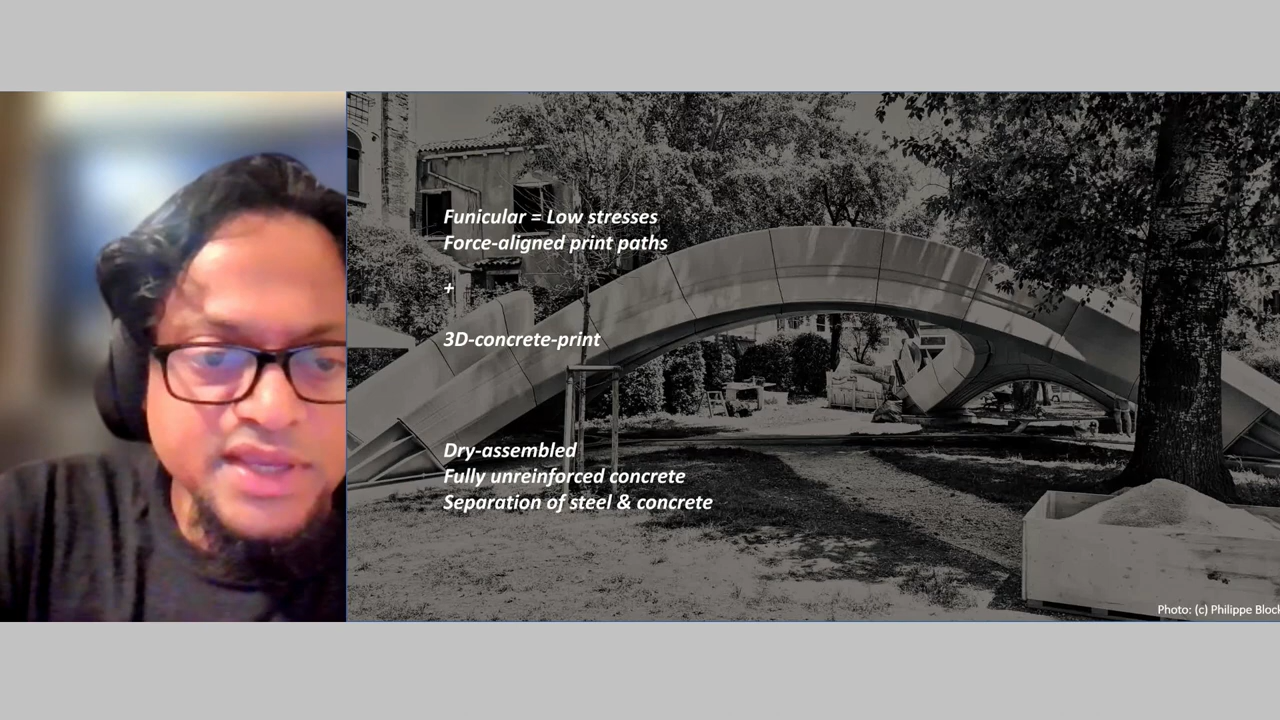 Funicular = Low stresses
Force-aligned print paths
+
3D-concrete-print
Dry-assembled
Fully unreinforced concrete
Separation of steel & concrete
Photo: (c) Philippe Block